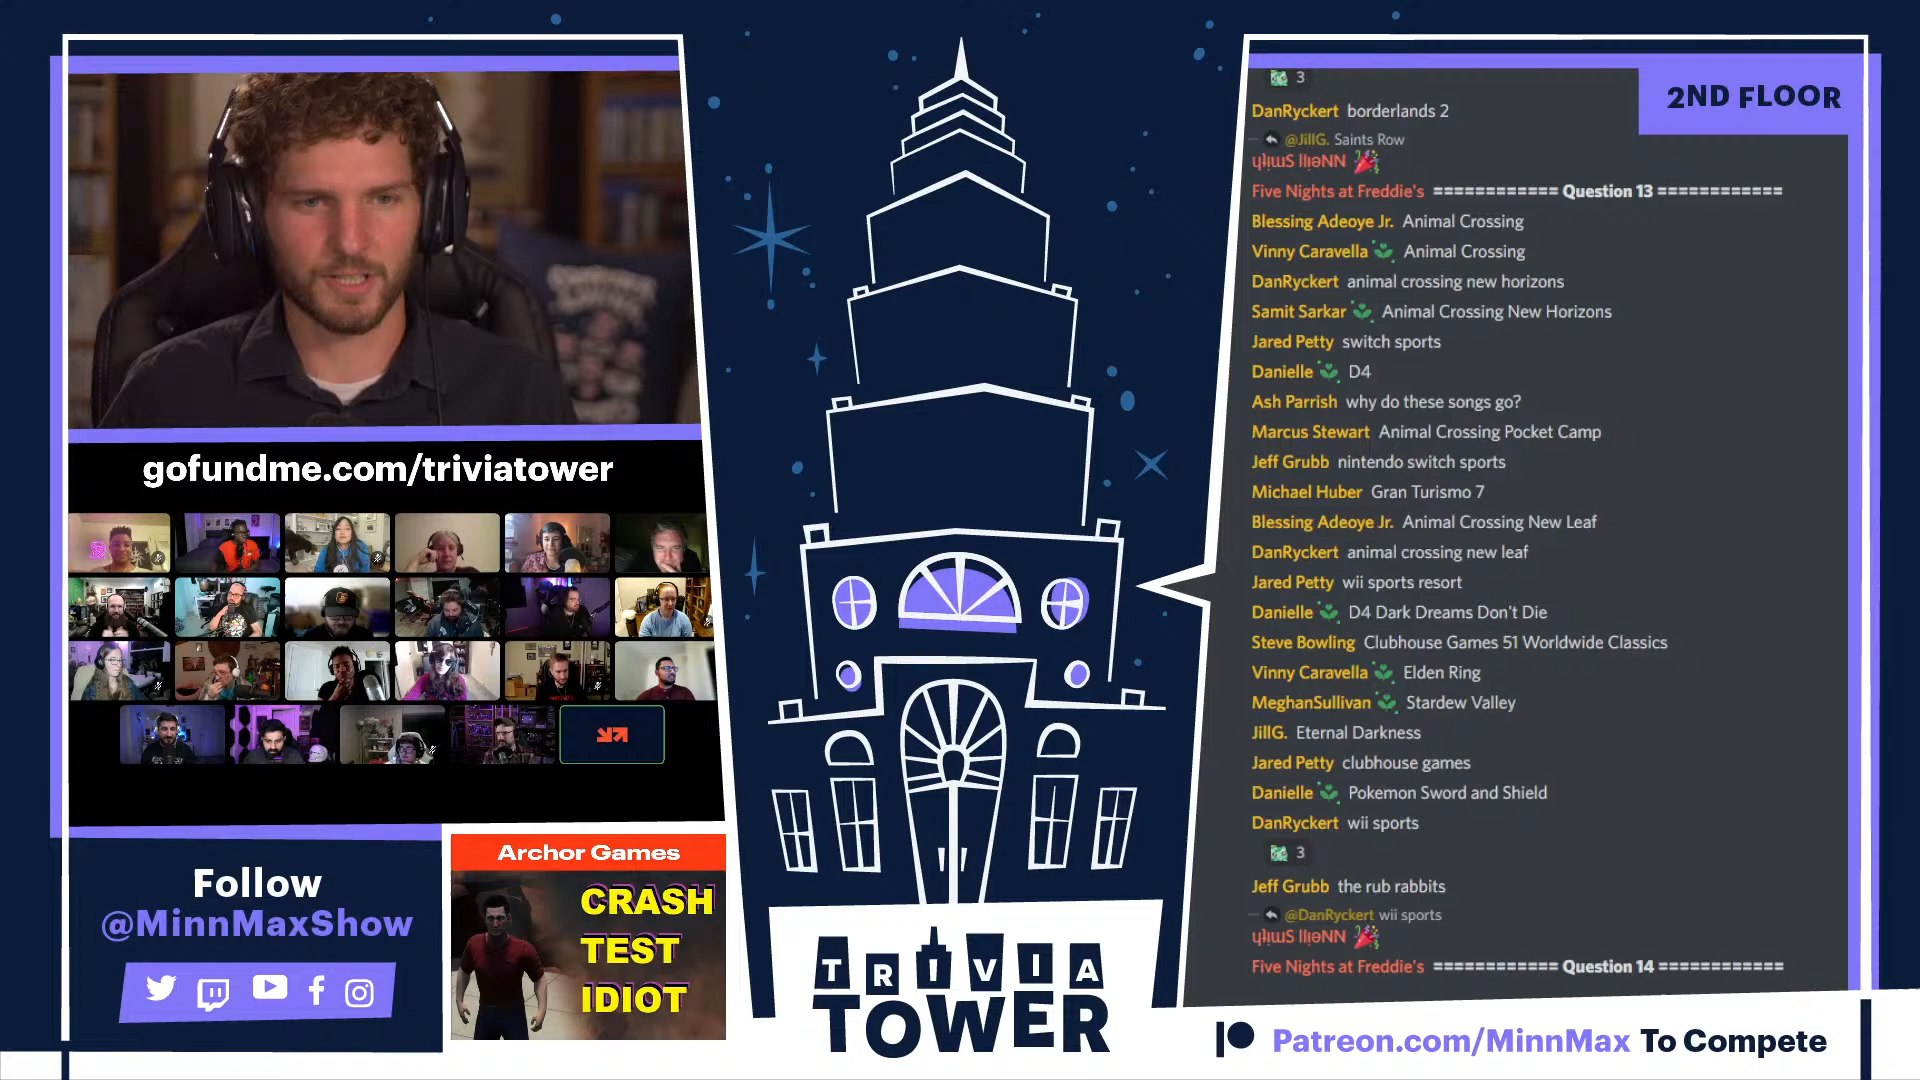 gofundme.com/triviatower
Follow
@MinnMaxShow
Archor Games
CRASH
TEST
IDIOT
TRIVIA
TOWER
2ND FLOOR
3
DanRyckert borderlands 2
@JillG. Saints Row
ɥʇᴉɯS llᴉǝNN 🎉
Five Nights at Freddie's ============ Question 13 ============
Blessing Adeoye Jr. Animal Crossing
Vinny Caravella Animal Crossing
DanRyckert animal crossing new horizons
Samit Sarkar Animal Crossing New Horizons
Jared Petty switch sports
Danielle D4
Ash Parrish why do these songs go?
Marcus Stewart Animal Crossing Pocket Camp
Jeff Grubb nintendo switch sports
Michael Huber Gran Turismo 7
Blessing Adeoye Jr. Animal Crossing New Leaf
DanRyckert animal crossing new leaf
Jared Petty wii sports resort
Danielle D4 Dark Dreams Don't Die
Steve Bowling Clubhouse Games 51 Worldwide Classics
Vinny Caravella Elden Ring
MeghanSullivan Stardew Valley
JillG. Eternal Darkness
Jared Petty clubhouse games
Danielle Pokemon Sword and Shield
DanRyckert wii sports
3
Jeff Grubb the rub rabbits
@DanRyckert wii sports
ɥʇᴉɯS llᴉǝNN 🎉
Five Nights at Freddie's ============ Question 14 ============
Patreon.com/MinnMax To Compete